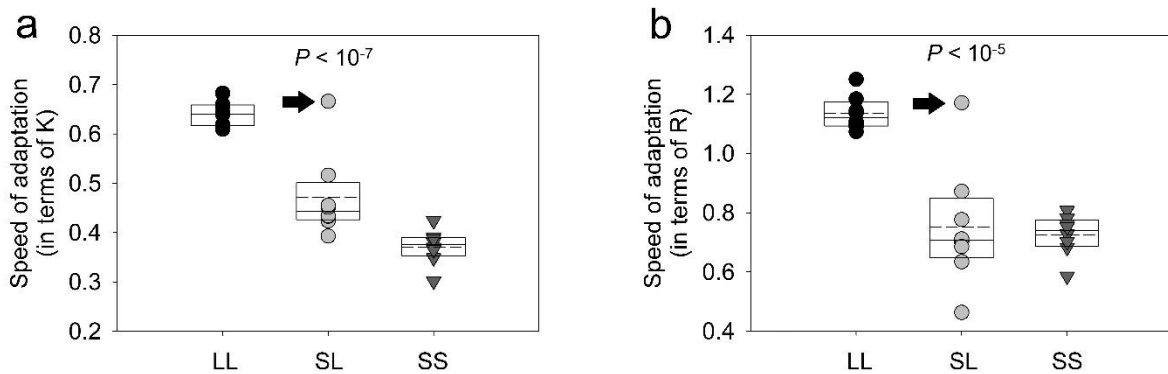 a
Speed of adaptation
(in terms of K)
0.8
0.7
0.6
0.5
0.4
0.3
0.2
P < 10-7
LL
SL
SS
b
Speed of adaptation
(in terms of R)
1.4
1.2
1.0
0.8
0.6
0.4
P < 10-5
LL
SL
SS